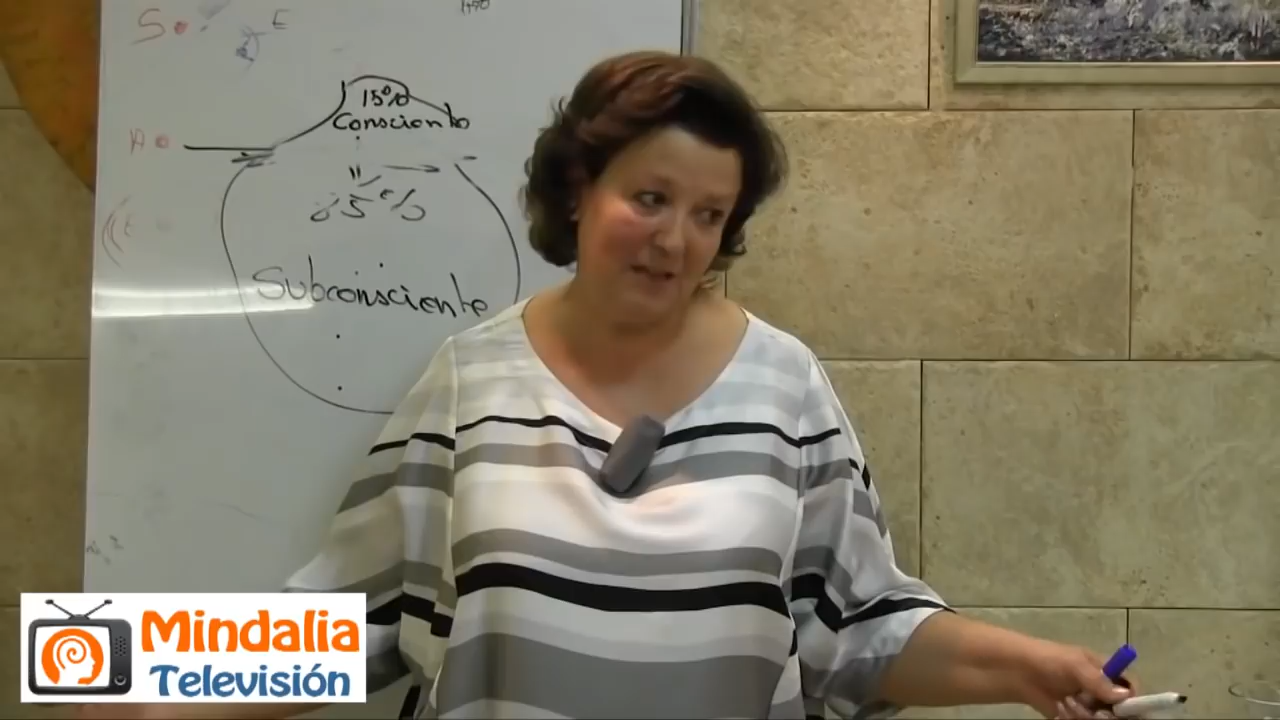 S
E
A
15%
Consciente
85%
Subconsciente
Mindalia
Televisión